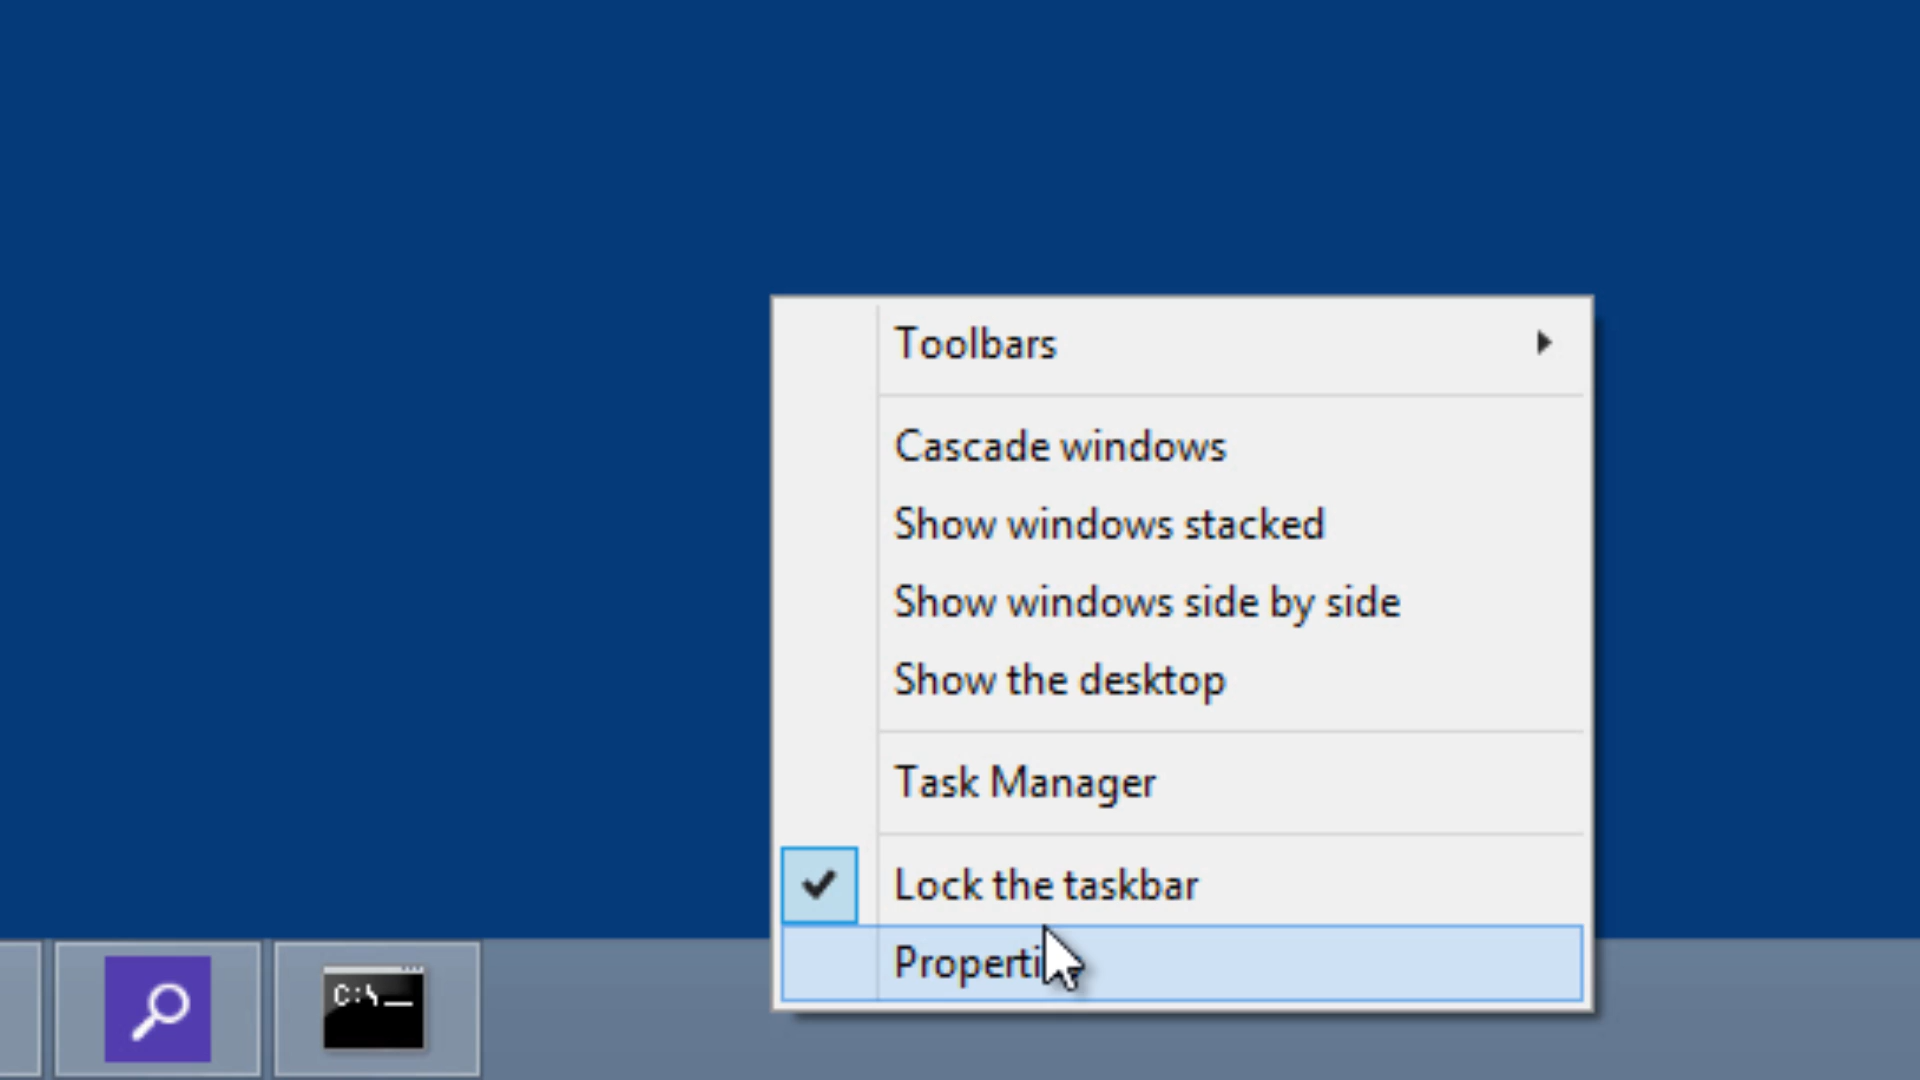 Toolbars
Cascade windows
Show windows stacked
Show windows side by side
Show the desktop
Task Manager
Lock the taskbar
C:\_